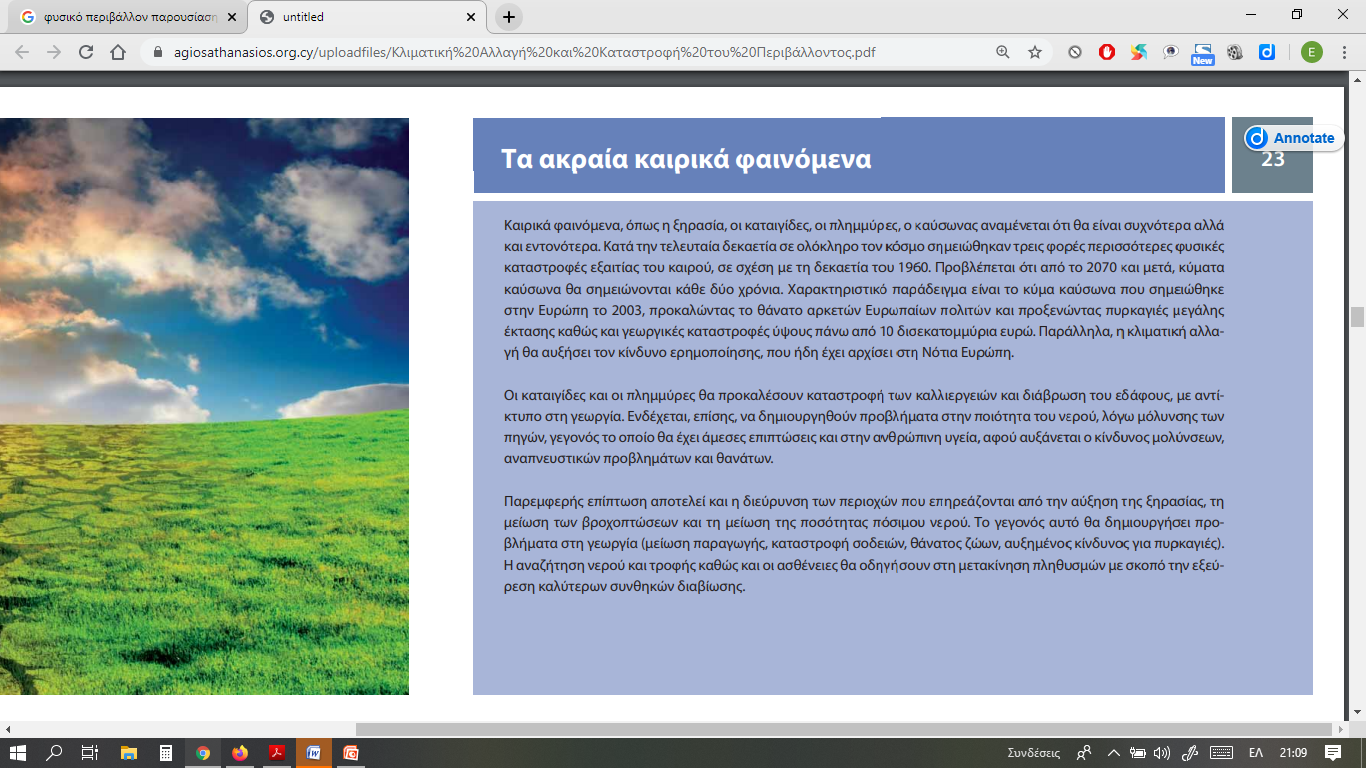 φυσικό περιβάλλον παρουσίαση
untitled
agiosathanasios.org.cy/uploadfiles/Κλιματική%20Αλλαγή%20και%20Καταστροφή%20του%20Περιβάλλοντος.pdf
New
E
Annotate
Τα ακραία καιρικά φαινόμενα
23
Καιρικά φαινόμενα, όπως η ξηρασία, οι καταιγίδες, οι πλημμύρες, ο καύσωνας αναμένεται ότι θα είναι συχνότερα αλλά
και εντονότερα. Κατά την τελευταία δεκαετία σε ολόκληρο τον κόσμο σημειώθηκαν τρεις φορές περισσότερες φυσικές
καταστροφές εξαιτίας του καιρού, σε σχέση με τη δεκαετία του 1960. Προβλέπεται ότι από το 2070 και μετά, κύματα
καύσωνα θα σημειώνονται κάθε δύο χρόνια. Χαρακτηριστικό παράδειγμα είναι το κύμα καύσωνα που σημειώθηκε
στην Ευρώπη το 2003, προκαλώντας το θάνατο αρκετών Ευρωπαίων πολιτών και προξενώντας πυρκαγιές μεγάλης
έκτασης καθώς και γεωργικές καταστροφές ύψους πάνω από 10 δισεκατομμύρια ευρώ. Παράλληλα, η κλιματική αλλα-
γή θα αυξήσει τον κίνδυνο ερημοποίησης, που ήδη έχει αρχίσει στη Νότια Ευρώπη.
Οι καταιγίδες και οι πλημμύρες θα προκαλέσουν καταστροφή των καλλιεργειών και διάβρωση του εδάφους, με αντί-
κτυπο στη γεωργία. Ενδέχεται, επίσης, να δημιουργηθούν προβλήματα στην ποιότητα του νερού, λόγω μόλυνσης των
πηγών, γεγονός το οποίο θα έχει άμεσες επιπτώσεις και στην ανθρώπινη υγεία, αφού αυξάνεται ο κίνδυνος μολύνσεων,
αναπνευστικών προβλημάτων και θανάτων.
Παρεμφερής επίπτωση αποτελεί και η διεύρυνση των περιοχών που επηρεάζονται από την αύξηση της ξηρασίας, τη
μείωση των βροχοπτώσεων και τη μείωση της ποσότητας πόσιμου νερού. Το γεγονός αυτό θα δημιουργήσει προ-
βλήματα στη γεωργία (μείωση παραγωγής, καταστροφή σοδειών, θάνατος ζώων, αυξημένος κίνδυνος για πυρκαγιές).
Η αναζήτηση νερού και τροφής καθώς και οι ασθένειες θα οδηγήσουν στη μετακίνηση πληθυσμών με σκοπό την εξεύ-
ρεση καλύτερων συνθηκών διαβίωσης.
Συνδέσεις
ΕΛ
21:09